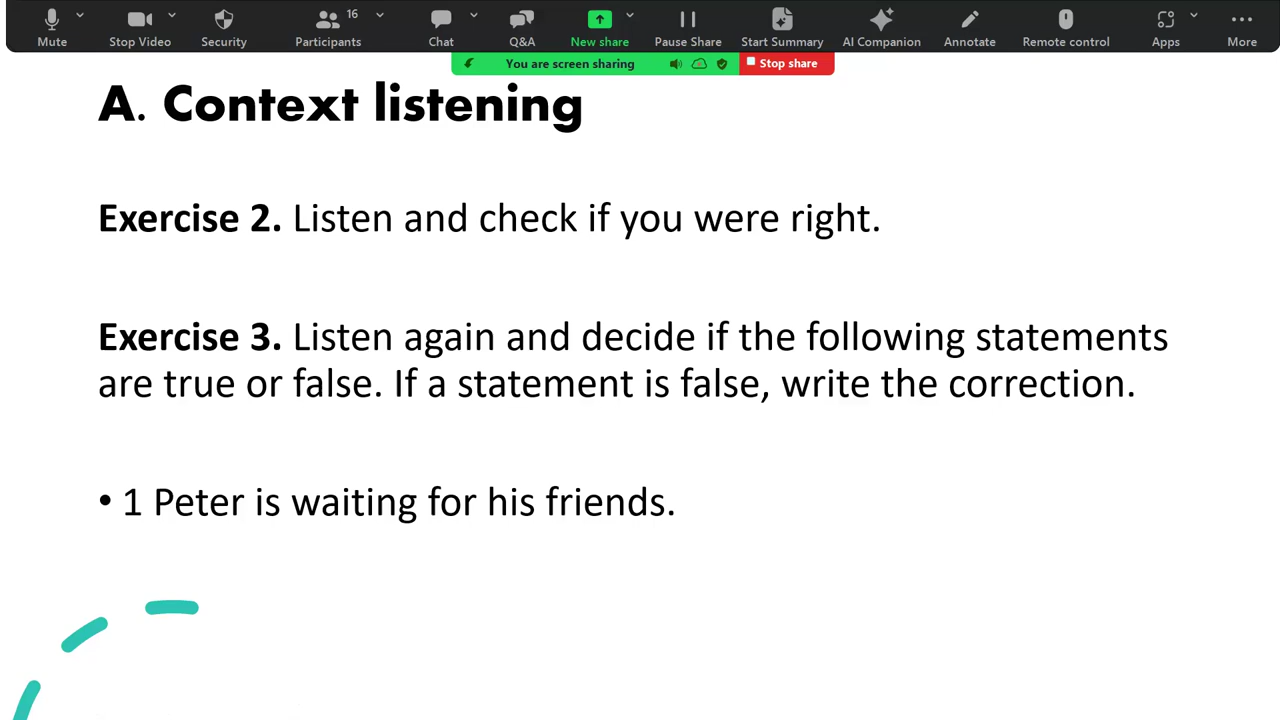 Mute Stop Video Security Participants 16 Chat Q&A New share Pause Share Start Summary AI Companion Annotate Remote control Apps More
You are screen sharing Stop share
A. Context listening
Exercise 2. Listen and check if you were right.
Exercise 3. Listen again and decide if the following statements
are true or false. If a statement is false, write the correction.
• 1 Peter is waiting for his friends.